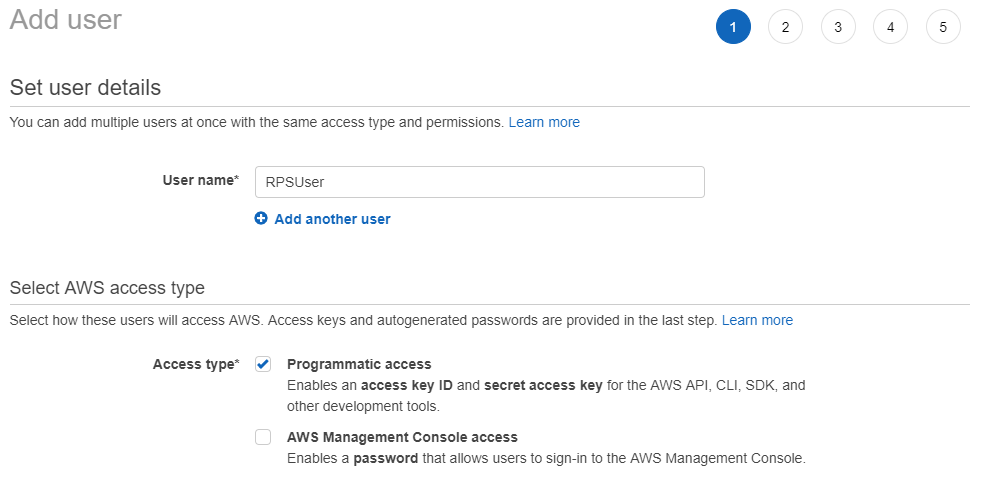 Add user
1 2 3 4 5
Set user details
You can add multiple users at once with the same access type and permissions. Learn more
User name* RPSUser
Add another user
Select AWS access type
Select how these users will access AWS. Access keys and autogenerated passwords are provided in the last step. Learn more
Access type* Programmatic access
Enables an access key ID and secret access key for the AWS API, CLI, SDK, and
other development tools.
AWS Management Console access
Enables a password that allows users to sign-in to the AWS Management Console.